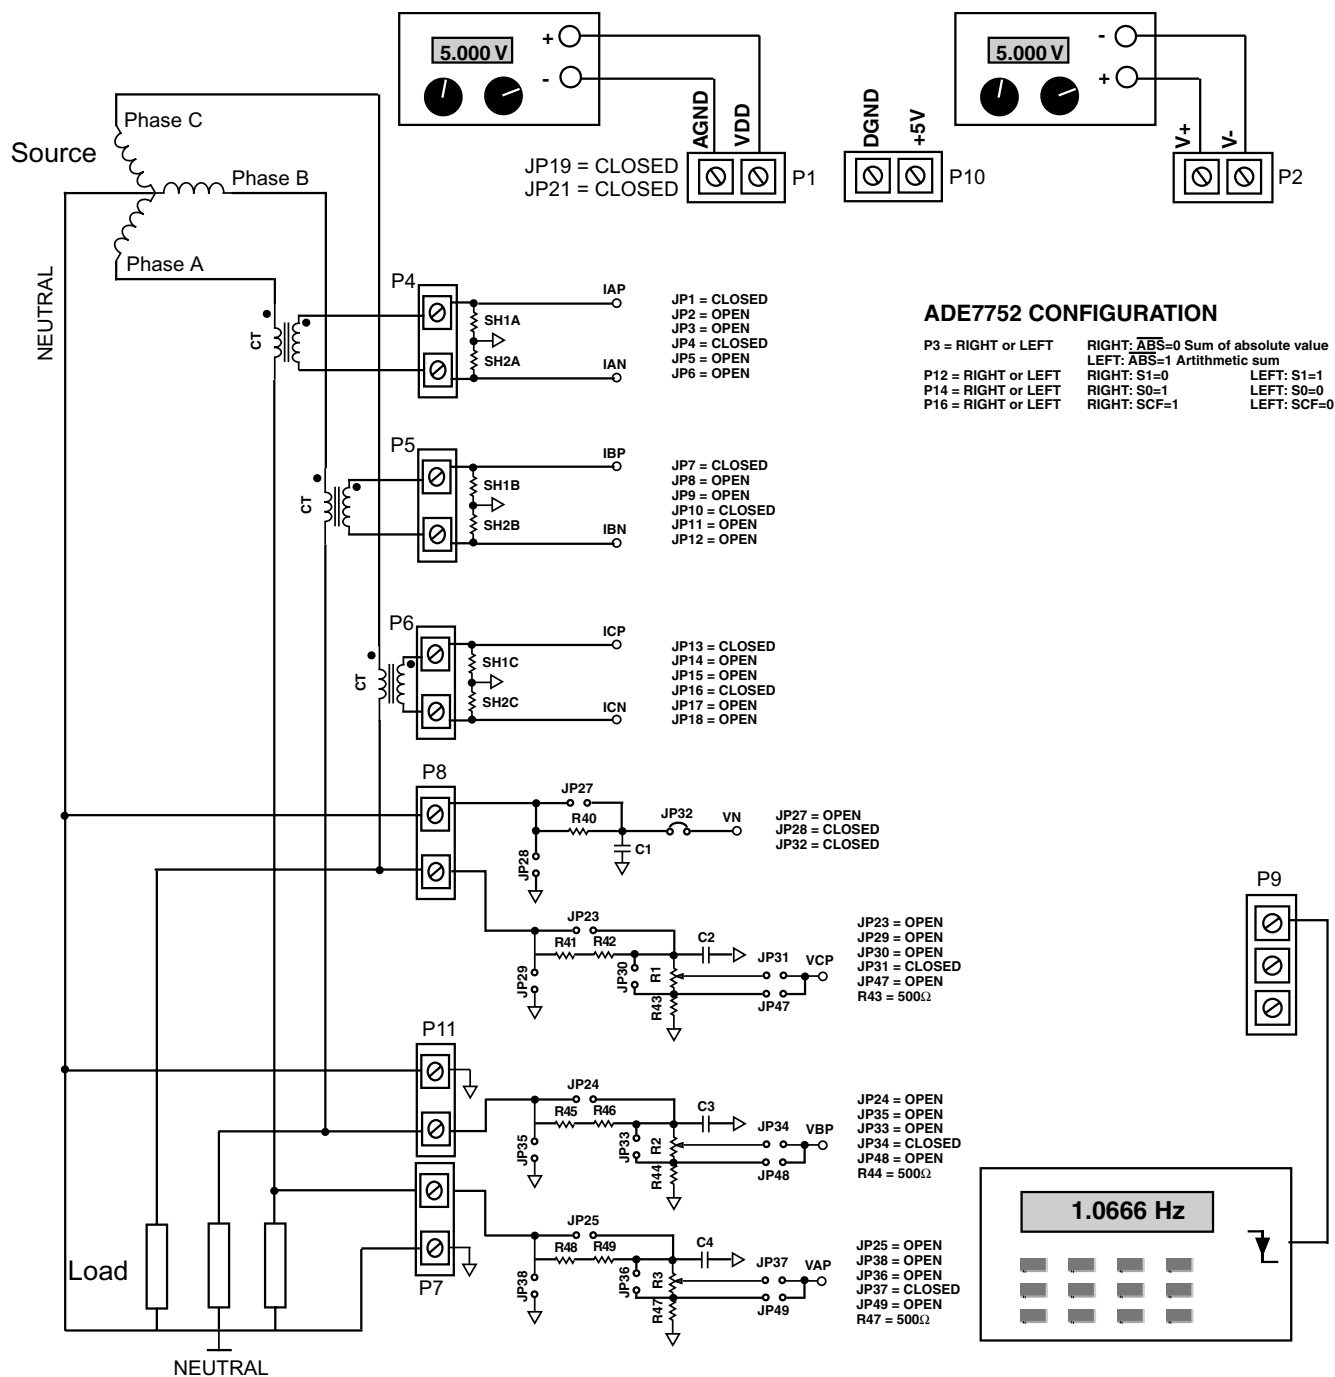 5.000 V
+
-
AGND
VDD
JP19 = CLOSED
JP21 = CLOSED
P1
DGND
+5V
P10
5.000 V
-
+
V+
V-
P2
Source
Phase C
Phase B
Phase A
NEUTRAL
CT
P4
SH1A
SH2A
IAP
IAN
JP1 = CLOSED
JP2 = OPEN
JP3 = OPEN
JP4 = CLOSED
JP5 = OPEN
JP6 = OPEN
ADE7752 CONFIGURATION
P3 = RIGHT or LEFT RIGHT: ABS=0 Sum of absolute value
LEFT: ABS=1 Artithmetic sum
P12 = RIGHT or LEFT RIGHT: S1=0 LEFT: S1=1
P14 = RIGHT or LEFT RIGHT: S0=1 LEFT: S0=0
P16 = RIGHT or LEFT RIGHT: SCF=1 LEFT: SCF=0
CT
P5
SH1B
SH2B
IBP
IBN
JP7 = CLOSED
JP8 = OPEN
JP9 = OPEN
JP10 = CLOSED
JP11 = OPEN
JP12 = OPEN
CT
P6
SH1C
SH2C
ICP
ICN
JP13 = CLOSED
JP14 = OPEN
JP15 = OPEN
JP16 = CLOSED
JP17 = OPEN
JP18 = OPEN
P8
JP27
R40
JP28
C1
JP32
VN
JP27 = OPEN
JP28 = CLOSED
JP32 = CLOSED
JP23
R41
R42
JP29
JP30
R1
R43
C2
JP31
JP47
VCP
JP23 = OPEN
JP29 = OPEN
JP30 = OPEN
JP31 = CLOSED
JP47 = OPEN
R43 = 500Ω
P9
P11
JP24
R45
R46
JP35
JP33
R2
R44
C3
JP34
JP48
VBP
JP24 = OPEN
JP35 = OPEN
JP33 = OPEN
JP34 = CLOSED
JP48 = OPEN
R44 = 500Ω
P7
JP25
R48
R49
JP38
JP36
R3
R47
C4
JP37
JP49
VAP
JP25 = OPEN
JP38 = OPEN
JP36 = OPEN
JP37 = CLOSED
JP49 = OPEN
R47 = 500Ω
1.0666 Hz
Load
NEUTRAL